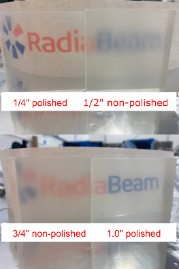 RadiaBeam
1/4" polished
1/2" non-polished
RadiaBeam
3/4" non-polished
1.0" polished